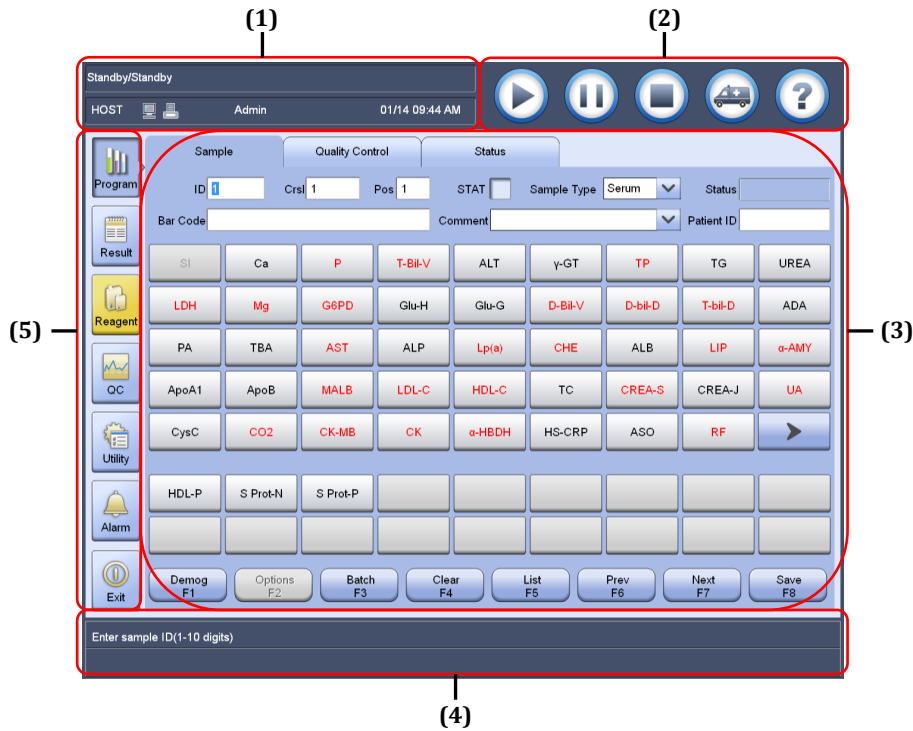 (1) (2)
Standby/Standby
HOST Admin 01/14 09:44 AM ?
Sample Quality Control Status
Program
ID 1 Crsl 1 Pos 1 STAT Sample Type Serum Status
Bar Code Comment Patient ID
Result
SI Ca P T-Bil-V ALT γ-GT TP TG UREA
LDH Mg G6PD Glu-H Glu-G D-Bil-V D-bil-D T-bil-D ADA
Reagent
(5) (3)
PA TBA AST ALP Lp(a) CHE ALB LIP α-AMY
QC
ApoA1 ApoB MALB LDL-C HDL-C TC CREA-S CREA-J UA
CysC CO2 CK-MB CK α-HBDH HS-CRP ASO RF
Utility
HDL-P S Prot-N S Prot-P
Alarm
Demog Options Batch Clear List Prev Next Save
F1 F2 F3 F4 F5 F6 F7 F8
Exit
Enter sample ID(1-10 digits)
(4)